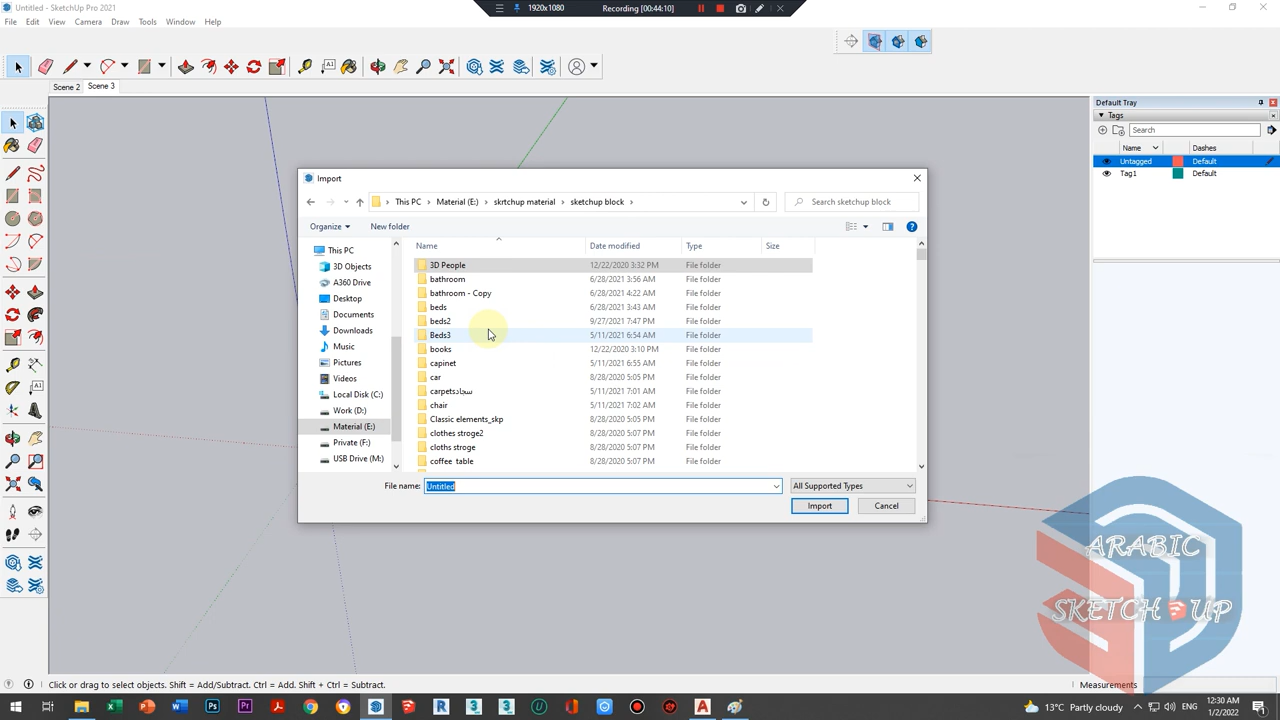 Untitled - SketchUp Pro 2021
1920x1080
Recording [00:44:10]
File Edit View Camera Draw Tools Window Help
Scene 2 Scene 3
Default Tray
Tags
Search
Name Dashes
Untagged Default
Tag1 Default
Import
This PC > Material (E:) > skrtchup material > sketchup block >
Search sketchup block
Organize New folder
Name Date modified Type Size
This PC
3D Objects
A360 Drive
Desktop
Documents
Downloads
Music
Pictures
Videos
Local Disk (C:)
Work (D:)
Material (E:)
Private (F:)
USB Drive (M:)
3D People 12/22/2020 3:32 PM File folder
bathroom 6/28/2021 3:56 AM File folder
bathroom - Copy 6/28/2021 4:22 AM File folder
beds 6/28/2021 3:43 AM File folder
beds2 9/27/2021 7:47 PM File folder
Beds3 5/11/2021 6:54 AM File folder
books 12/22/2020 3:10 PM File folder
capinet 5/11/2021 6:55 AM File folder
car 8/28/2020 5:05 PM File folder
carpetsسجاد 5/11/2021 7:01 AM File folder
chair 5/11/2021 7:02 AM File folder
Classic elements_skp 8/28/2020 5:05 PM File folder
clothes stroge2 8/28/2020 5:07 PM File folder
cloths stroge 8/28/2020 5:07 PM File folder
coffee table 8/28/2020 5:07 PM File folder
File name: Untitled
All Supported Types
Import Cancel
ARABIC
SKETCH UP
Click or drag to select objects. Shift = Add/Subtract. Ctrl = Add. Shift + Ctrl = Subtract.
Measurements
13°C Partly cloudy
ENG
12:30 AM
1/2/2022